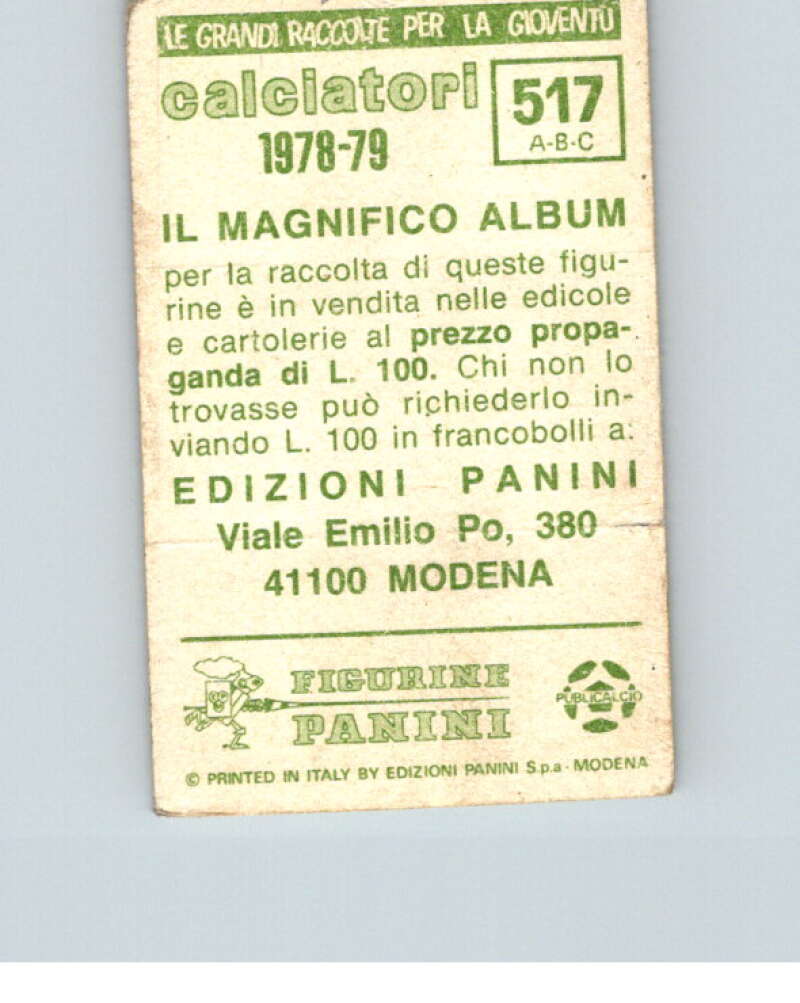 LE GRANDI RACCOLTE PER LA GIOVENTÙ
calciatori
1978-79
517
A-B-C
IL MAGNIFICO ALBUM
per la raccolta di queste figu-
rine è in vendita nelle edicole
e cartolerie al prezzo propa-
ganda di L. 100. Chi non lo
trovasse può richiederlo in-
viando L. 100 in francobolli a:
EDIZIONI PANINI
Viale Emilio Po, 380
41100 MODENA
FIGURINE
PANINI
PUBLICALCIO
© PRINTED IN ITALY BY EDIZIONI PANINI S.p.a - MODENA